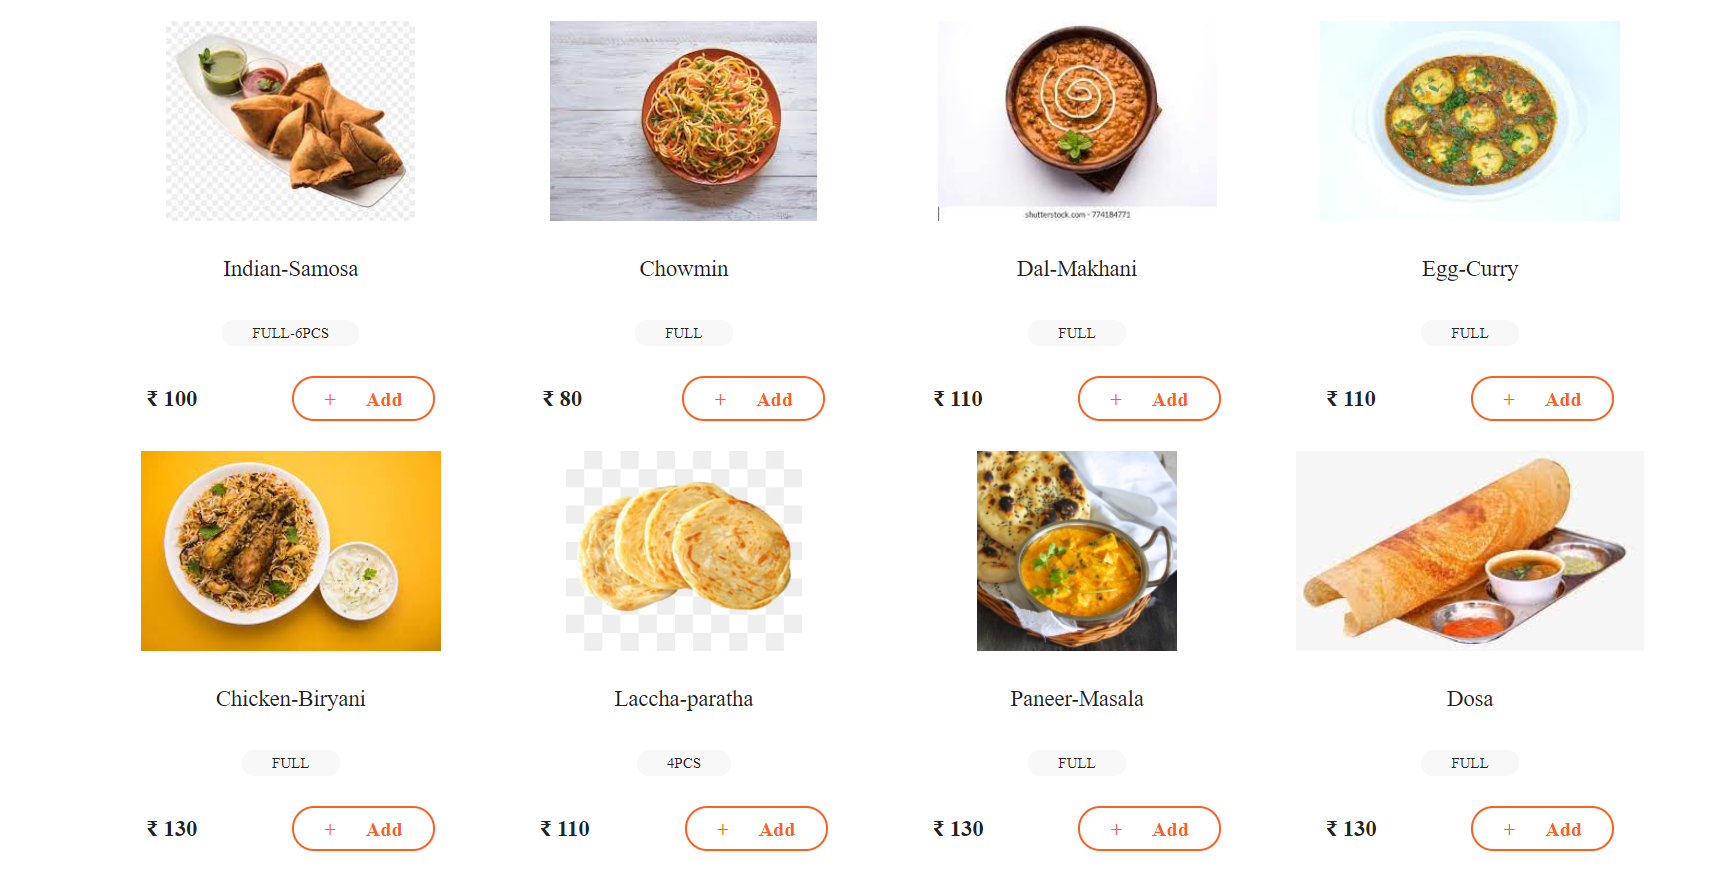 shutterstock.com · 774184771
Indian-Samosa
Chowmin
Dal-Makhani
Egg-Curry
FULL-6PCS
FULL
FULL
FULL
₹ 100
+ Add
₹ 80
+ Add
₹ 110
+ Add
₹ 110
+ Add
Chicken-Biryani
Laccha-paratha
Paneer-Masala
Dosa
FULL
4PCS
FULL
FULL
₹ 130
+ Add
₹ 110
+ Add
₹ 130
+ Add
₹ 130
+ Add